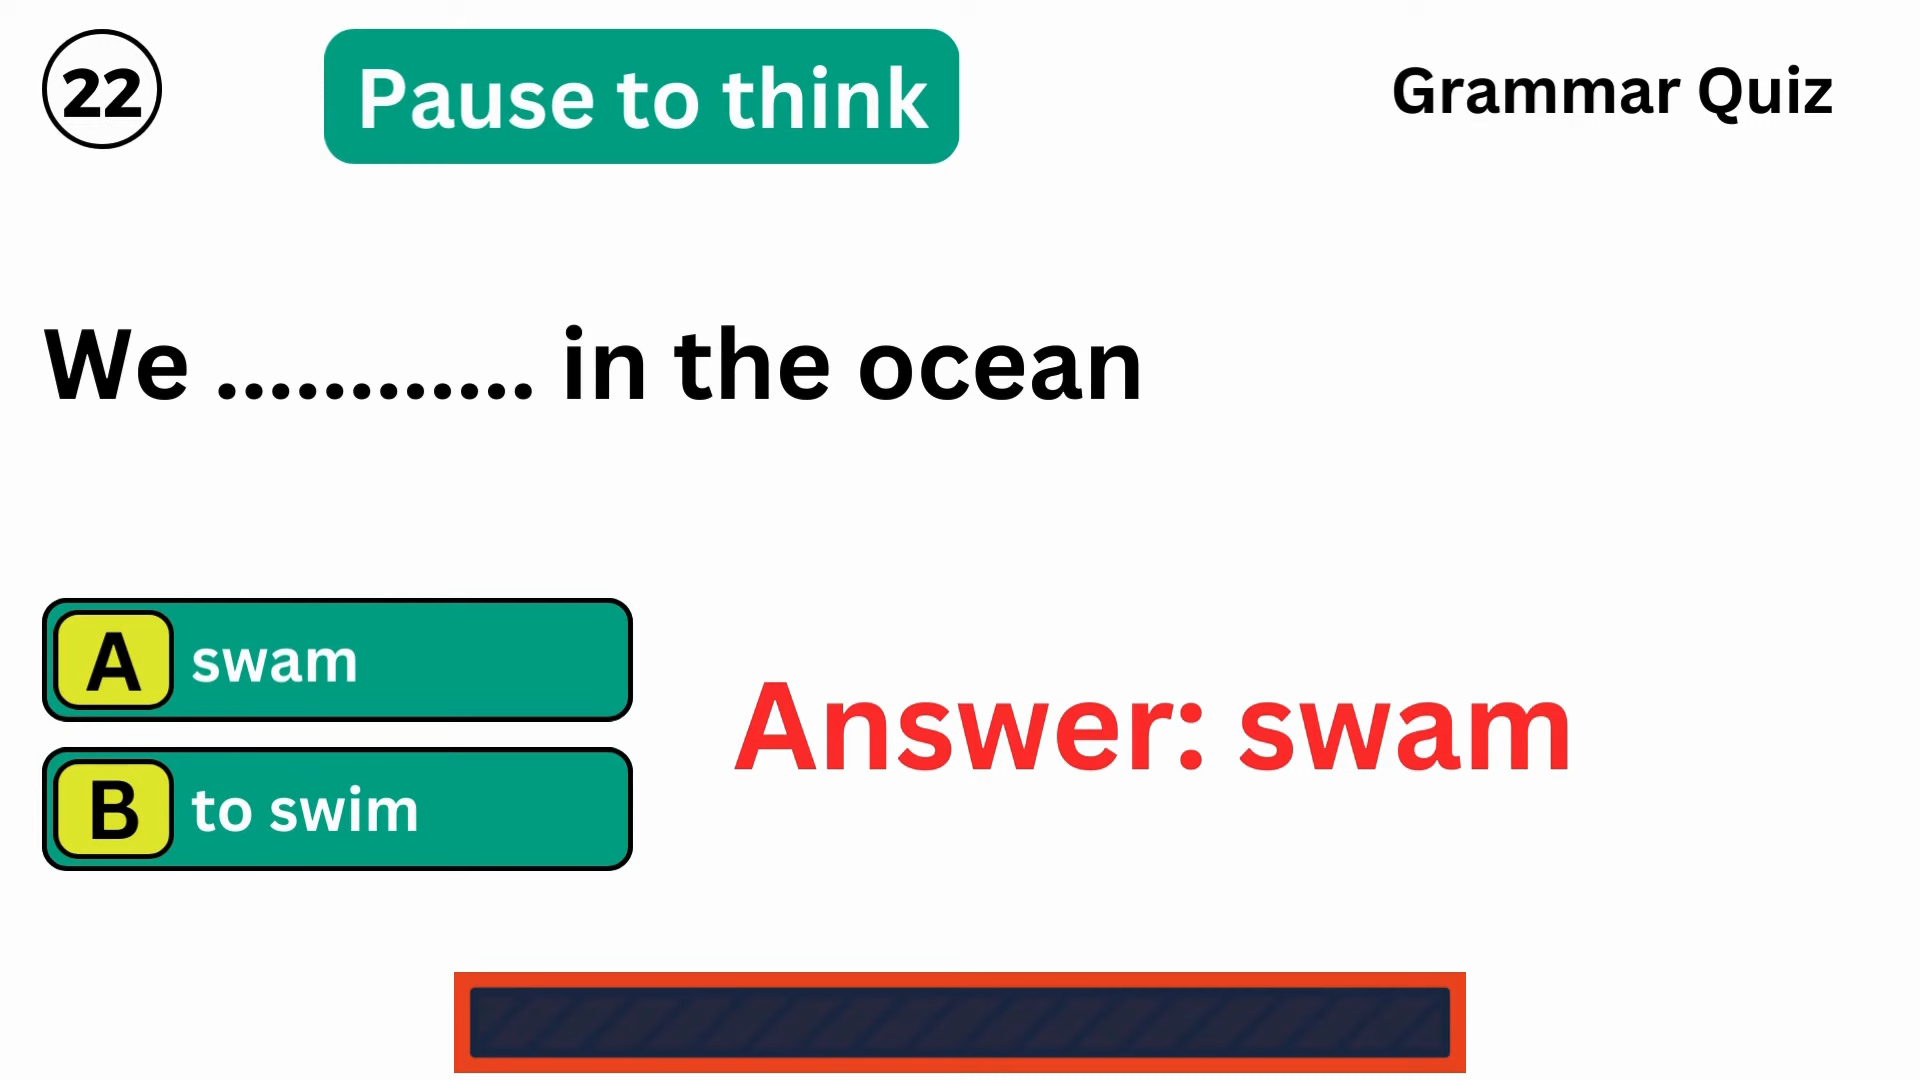 22
Pause to think
Grammar Quiz
We ............ in the ocean
A swam
B to swim
Answer: swam